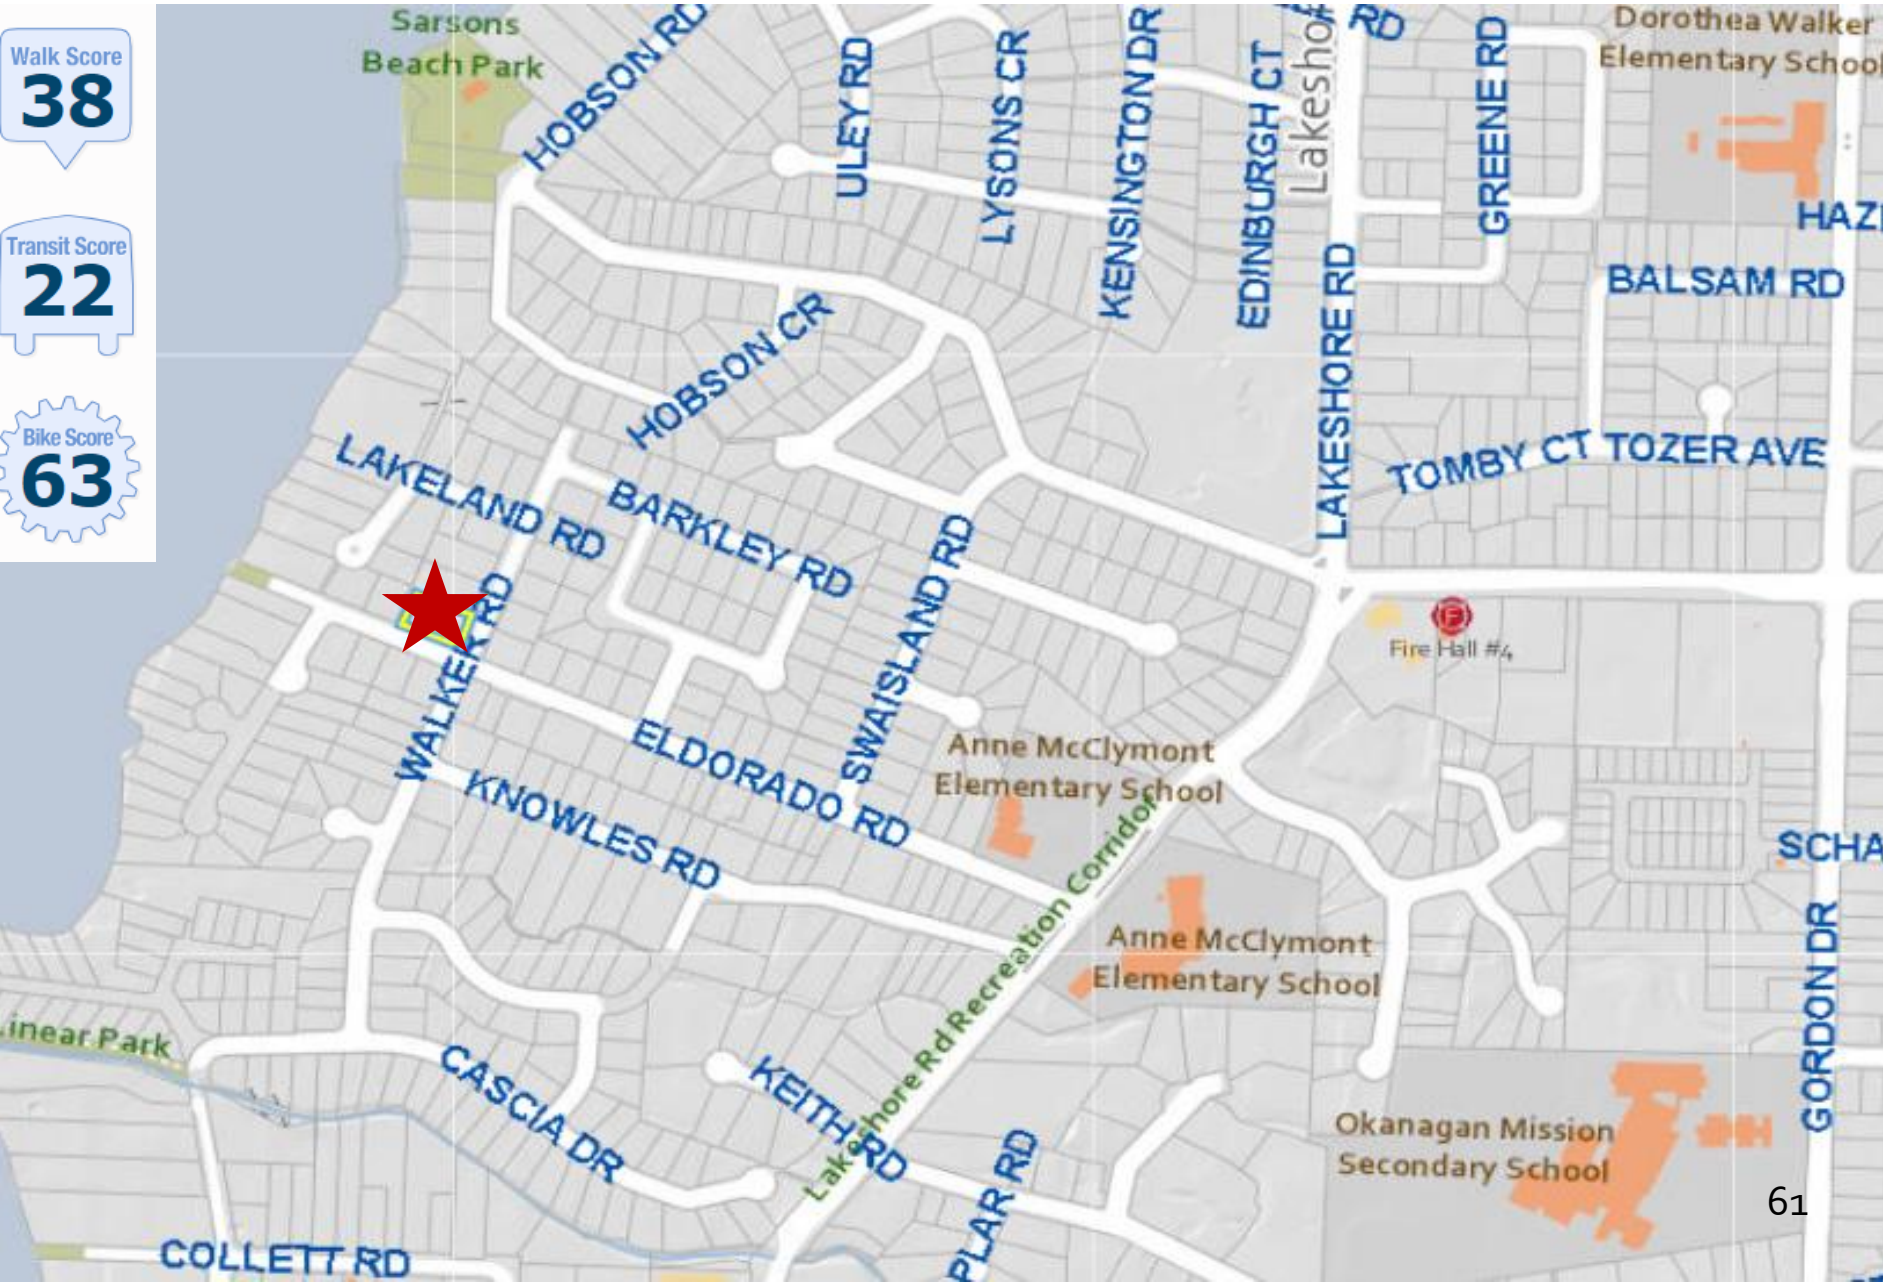 Walk Score
38
Transit Score
22
Bike Score
63
Sarsons
Beach Park
HOBSON RD
ULEY RD
LYSONS CR
KENSINGTON DR
EDINBURGH CT
RD
GREENE RD
Dorothea Walker
Elementary School
HAZ
BALSAM RD
LAKESHORE RD
HOBSON CR
TOMBY CT
TOZER AVE
LAKELAND RD
BARKLEY RD
WALKER RD
SWAISLAND RD
Fire Hall #4
F
ELDORADO RD
KNOWLES RD
Anne McClymont
Elementary School
Anne McClymont
Elementary School
Lakeshore Rd Recreation Corridor
SCHA
GORDON DR
inear Park
CASCIA DR
KEITH RD
PLAR RD
Okanagan Mission
Secondary School
COLLETT RD
61